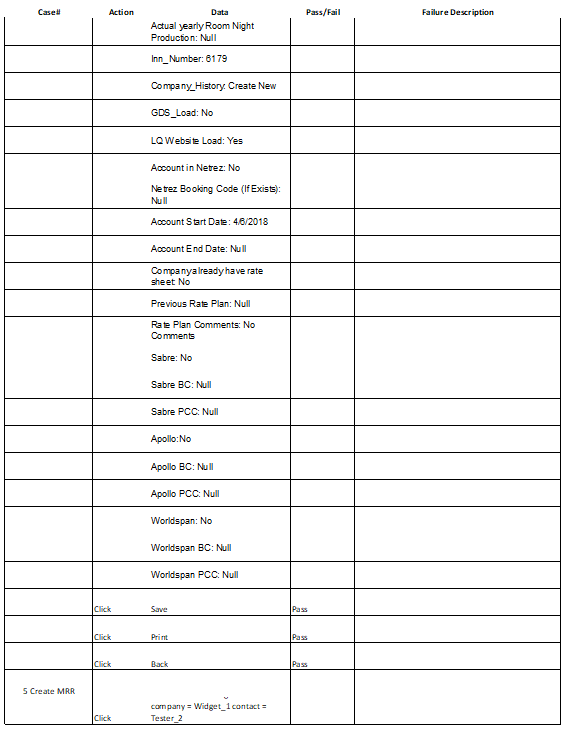 Case# Action Data Pass/Fail Failure Description
Actual yearly Room Night
Production: Null
Inn_Number: 6179
Company_History: Create New
GDS_Load: No
LQ Website Load: Yes
Account in Netrez: No
Netrez Booking Code (If Exists):
Null
Account Start Date: 4/6/2018
Account End Date: Null
Company already have rate
sheet: No
Previous Rate Plan: Null
Rate Plan Comments: No
Comments
Sabre: No
Sabre BC: Null
Sabre PCC: Null
Apollo:No
Apollo BC: Null
Apollo PCC: Null
Worldspan: No
Worldspan BC: Null
Worldspan PCC: Null
Click Save Pass
Click Print Pass
Click Back Pass
5 Create MRR
company = Widget_1 contact =
Click Tester_2